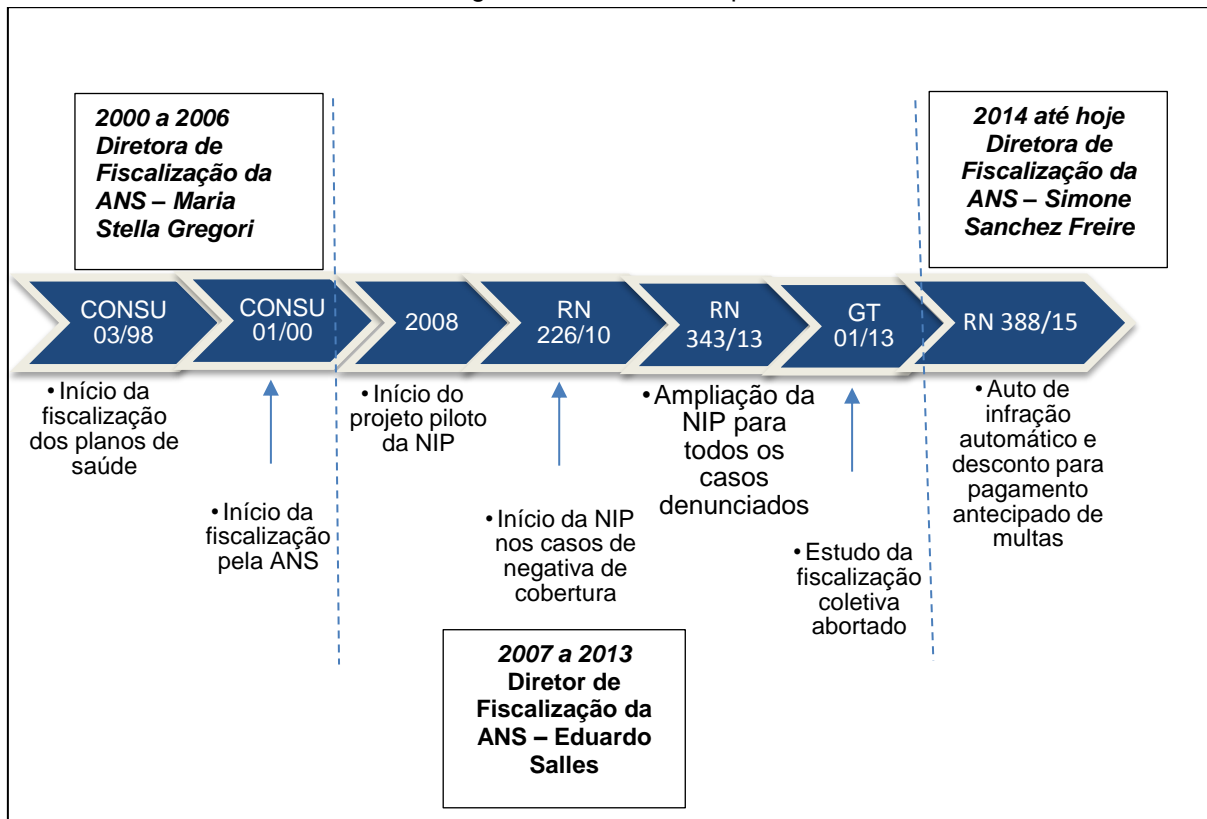 2000 a 2006
Diretora de
Fiscalização da
ANS – Maria
Stella Gregori
2014 até hoje
Diretora de
Fiscalização da
ANS – Simone
Sanchez Freire
CONSU
03/98
CONSU
01/00
2008
RN
226/10
RN
343/13
GT
01/13
RN 388/15
• Início da
fiscalização
dos planos de
saúde
• Início da
fiscalização
pela ANS
• Início do
projeto piloto
da NIP
• Início da NIP
nos casos de
negativa de
cobertura
• Ampliação da
NIP para
todos os
casos
denunciados
• Estudo da
fiscalização
coletiva
abortado
• Auto de
infração
automático e
desconto para
pagamento
antecipado de
multas
2007 a 2013
Diretor de
Fiscalização da
ANS – Eduardo
Salles